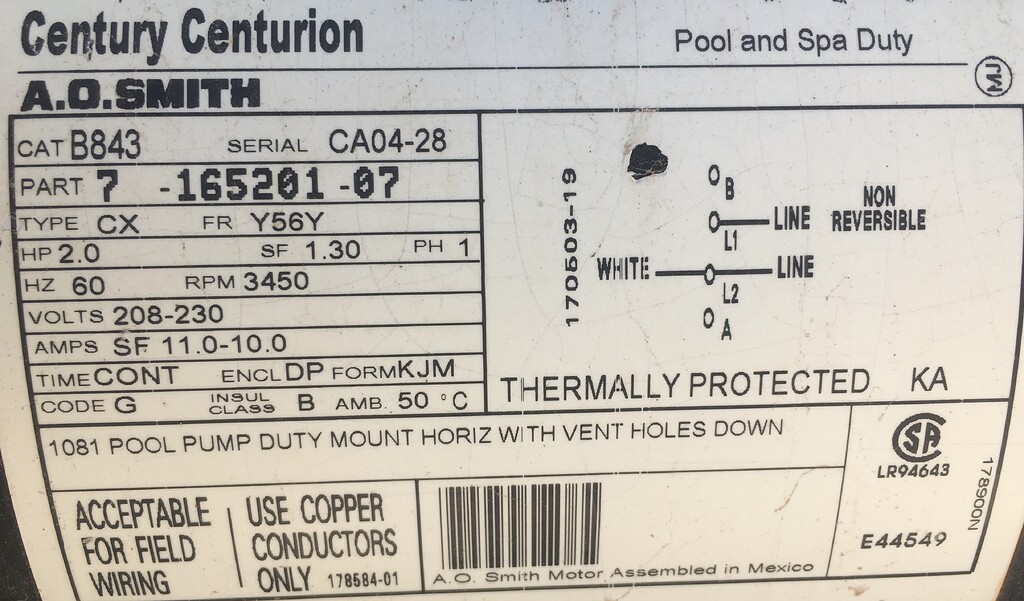 Century Centurion
Pool and Spa Duty
A.O.SMITH
CAT B843 SERIAL CA04-28
PART 7 -165201 -07
TYPE CX FR Y56Y
HP 2.0 SF 1.30 PH 1
HZ 60 RPM 3450
VOLTS 208-230
AMPS SF 11.0-10.0
TIME CONT ENCL DP FORM KJM
CODE G INSUL CLASS B AMB. 50 °C
170503-19
B
L1 LINE
NON
REVERSIBLE
WHITE LINE
L2
A
THERMALLY PROTECTED KA
1081 POOL PUMP DUTY MOUNT HORIZ WITH VENT HOLES DOWN
SA
LR94643
178900N
E44549
ACCEPTABLE
FOR FIELD
WIRING
USE COPPER
CONDUCTORS
ONLY 178584-01
A.O. Smith Motor Assembled in Mexico